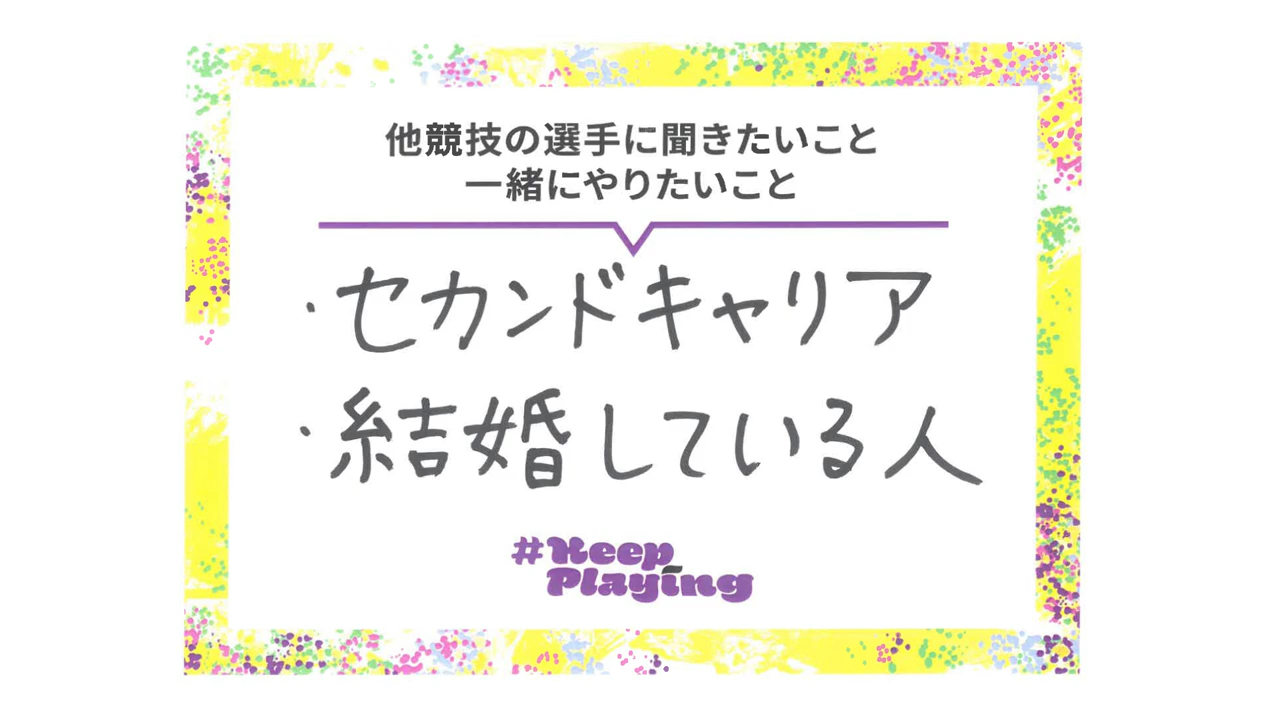 他競技の選手に聞きたいこと
一緒にやりたいこと
・セカンドキャリア
・結婚している人
#Keep
Playing